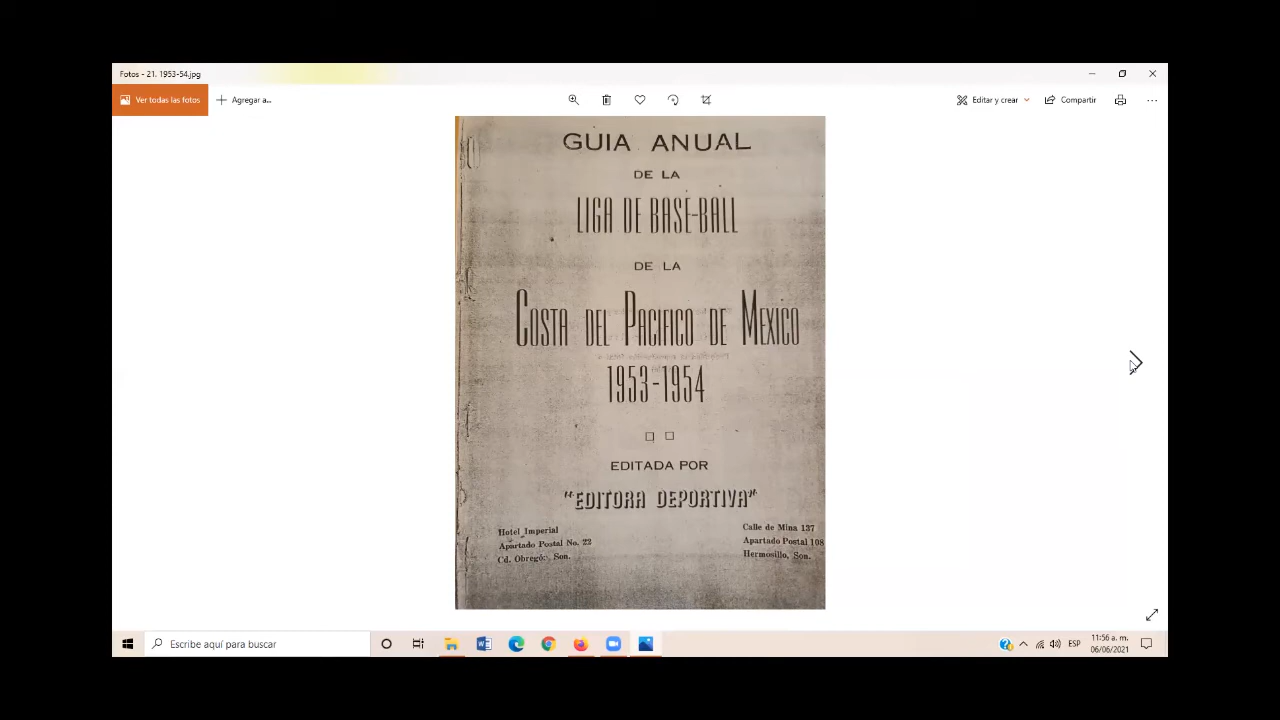 Fotos - 21. 1953-54.jpg
Ver todas las fotos
Agregar a...
Editar y crear
Compartir
GUIA ANUAL
DE LA
LIGA DE BASE-BALL
DE LA
COSTA DEL PACIFICO DE MEXICO
1953-1954
EDITADA POR
"EDITORA DEPORTIVA"
Hotel Imperial
Apartado Postal No. 22
Cd. Obregón, Son.
Calle de Mina 137
Apartado Postal 108
Hermosillo, Son.
Escribe aquí para buscar
ESP
11:56 a. m.
06/06/2021